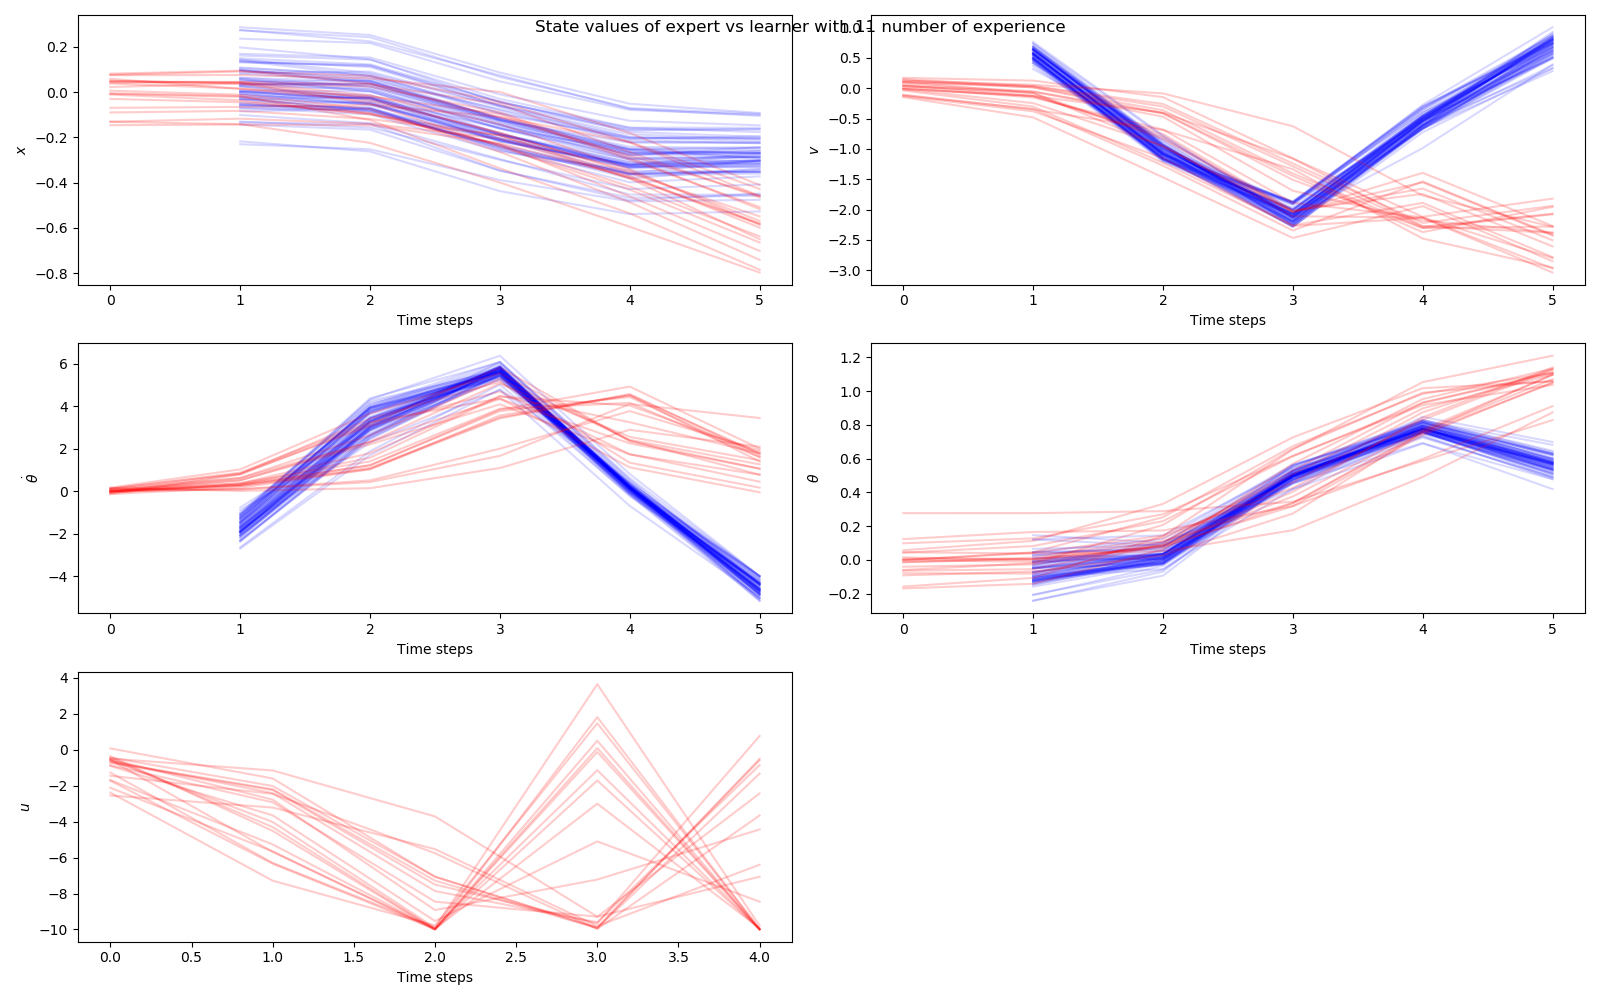 State values of expert vs learner with 11 number of experience
0.2
0.0
−0.2
−0.4
−0.6
−0.8
x
0 1 2 3 4 5
Time steps
1.0
0.5
0.0
−0.5
−1.0
−1.5
−2.0
−2.5
−3.0
v
0 1 2 3 4 5
Time steps
6
4
2
0
−2
−4
θ̇
0 1 2 3 4 5
Time steps
1.2
1.0
0.8
0.6
0.4
0.2
0.0
−0.2
θ
0 1 2 3 4 5
Time steps
4
2
0
−2
−4
−6
−8
−10
u
0.0 0.5 1.0 1.5 2.0 2.5 3.0 3.5 4.0
Time steps